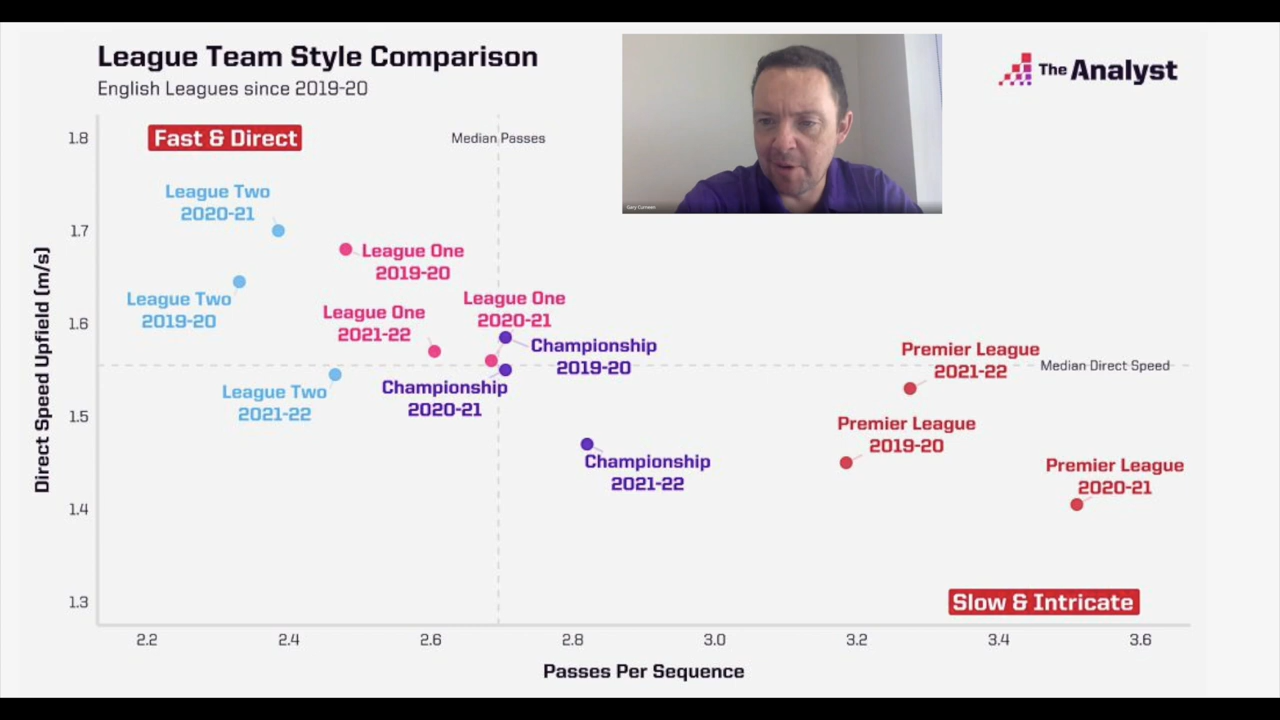 League Team Style Comparison
English Leagues since 2019-20
The Analyst
Fast & Direct
Median Passes
League Two
2020-21
League One
2019-20
League Two
2019-20
League One
2021-22
League One
2020-21
Championship
2019-20
Premier League
2021-22
Median Direct Speed
League Two
2021-22
Championship
2020-21
Premier League
2019-20
Championship
2021-22
Premier League
2020-21
Slow & Intricate
Direct Speed Upfield (m/s)
1.8
1.7
1.6
1.5
1.4
1.3
2.2
2.4
2.6
2.8
3.0
3.2
3.4
3.6
Passes Per Sequence